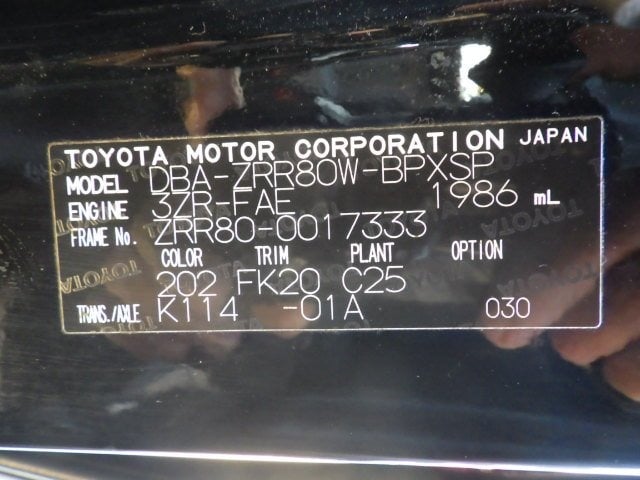 TOYOTA MOTOR CORPORATION JAPAN
MODEL DBA-ZRR80W-BPXSP
ENGINE 3ZR-FAE 1986 mL
FRAME No. ZRR80-0017333
COLOR TRIM PLANT OPTION
202 FK20 C25
TRANS./AXLE K114 -01A 030